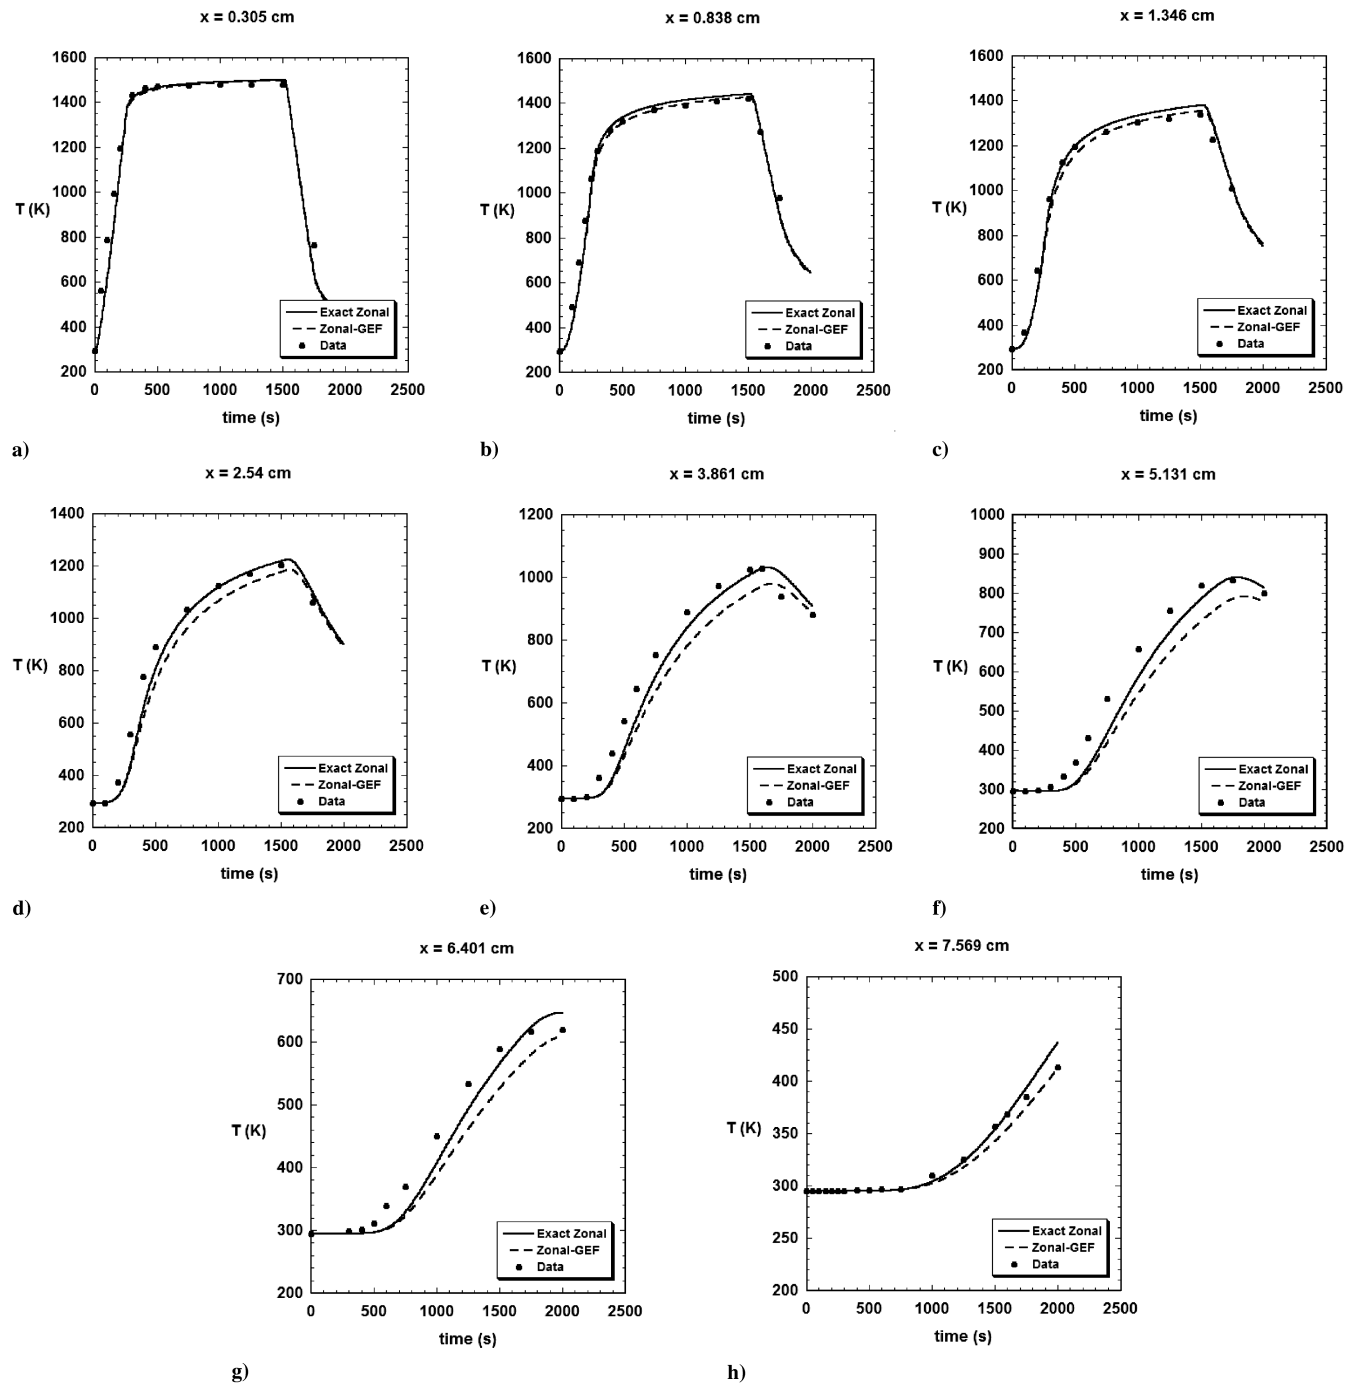 x = 0.305 cm
1600
1400
1200
1000
800
600
400
200
T (K)
Exact Zonal
Zonal-GEF
Data
0 500 1000 1500 2000 2500
time (s)
a)
x = 0.838 cm
1600
1400
1200
1000
800
600
400
200
T (K)
Exact Zonal
Zonal-GEF
Data
0 500 1000 1500 2000 2500
time (s)
b)
x = 1.346 cm
1600
1400
1200
1000
800
600
400
200
T (K)
Exact Zonal
Zonal-GEF
Data
0 500 1000 1500 2000 2500
time (s)
c)
x = 2.54 cm
1400
1200
1000
800
600
400
200
T (K)
Exact Zonal
Zonal-GEF
Data
0 500 1000 1500 2000 2500
time (s)
d)
x = 3.861 cm
1200
1000
800
600
400
200
T (K)
Exact Zonal
Zonal-GEF
Data
0 500 1000 1500 2000 2500
time (s)
e)
x = 5.131 cm
1000
900
800
700
600
500
400
300
200
T (K)
Exact Zonal
Zonal-GEF
Data
0 500 1000 1500 2000 2500
time (s)
f)
x = 6.401 cm
700
600
500
400
300
200
T (K)
Exact Zonal
Zonal-GEF
Data
0 500 1000 1500 2000 2500
time (s)
g)
x = 7.569 cm
500
450
400
350
300
250
200
T (K)
Exact Zonal
Zonal-GEF
Data
0 500 1000 1500 2000 2500
time (s)
h)